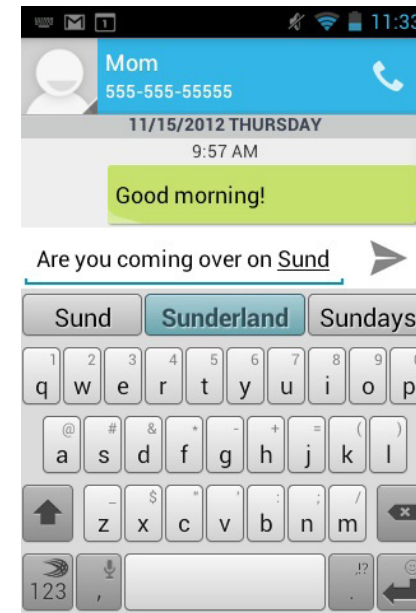 1 11:33
Mom
555-555-55555
11/15/2012 THURSDAY
9:57 AM
Good morning!
Are you coming over on Sund
Sund Sunderland Sundays
1 2 3 4 5 6 7 8 9
q w e r t y u i o p
@ # & * - + = ( )
a s d f g h j k l
_ $ " ' : ; /
z x c v b n m
123 , .!? .